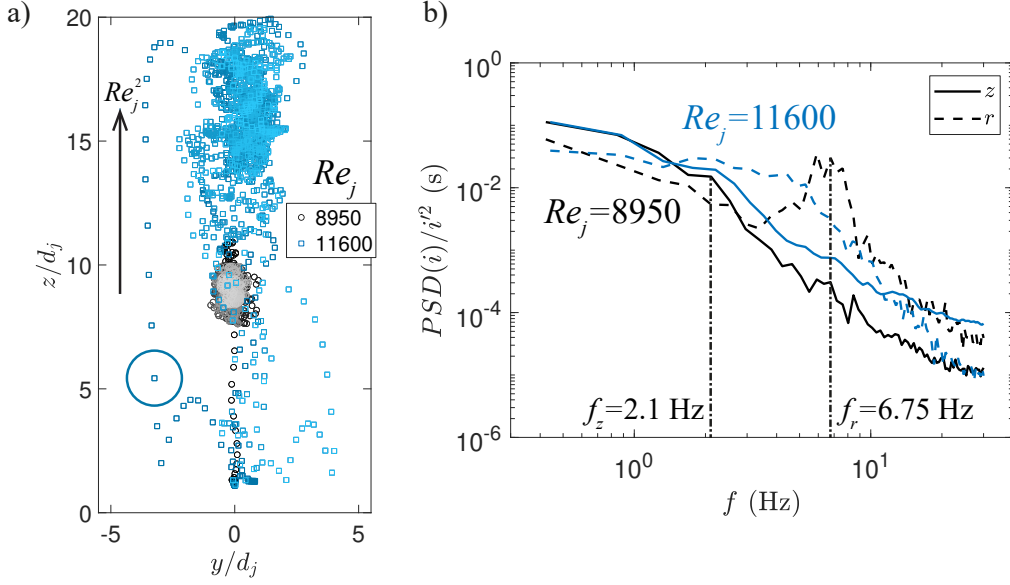 a)
20
15
10
5
0
-5
0
5
z/d_j
y/d_j
Re_j^2
Re_j
8950
11600
b)
10^0
10^-2
10^-4
10^-6
10^0
10^1
PSD(i)/i'^2 (s)
f (Hz)
z
r
Re_j=11600
Re_j=8950
f_z=2.1 Hz
f_r=6.75 Hz